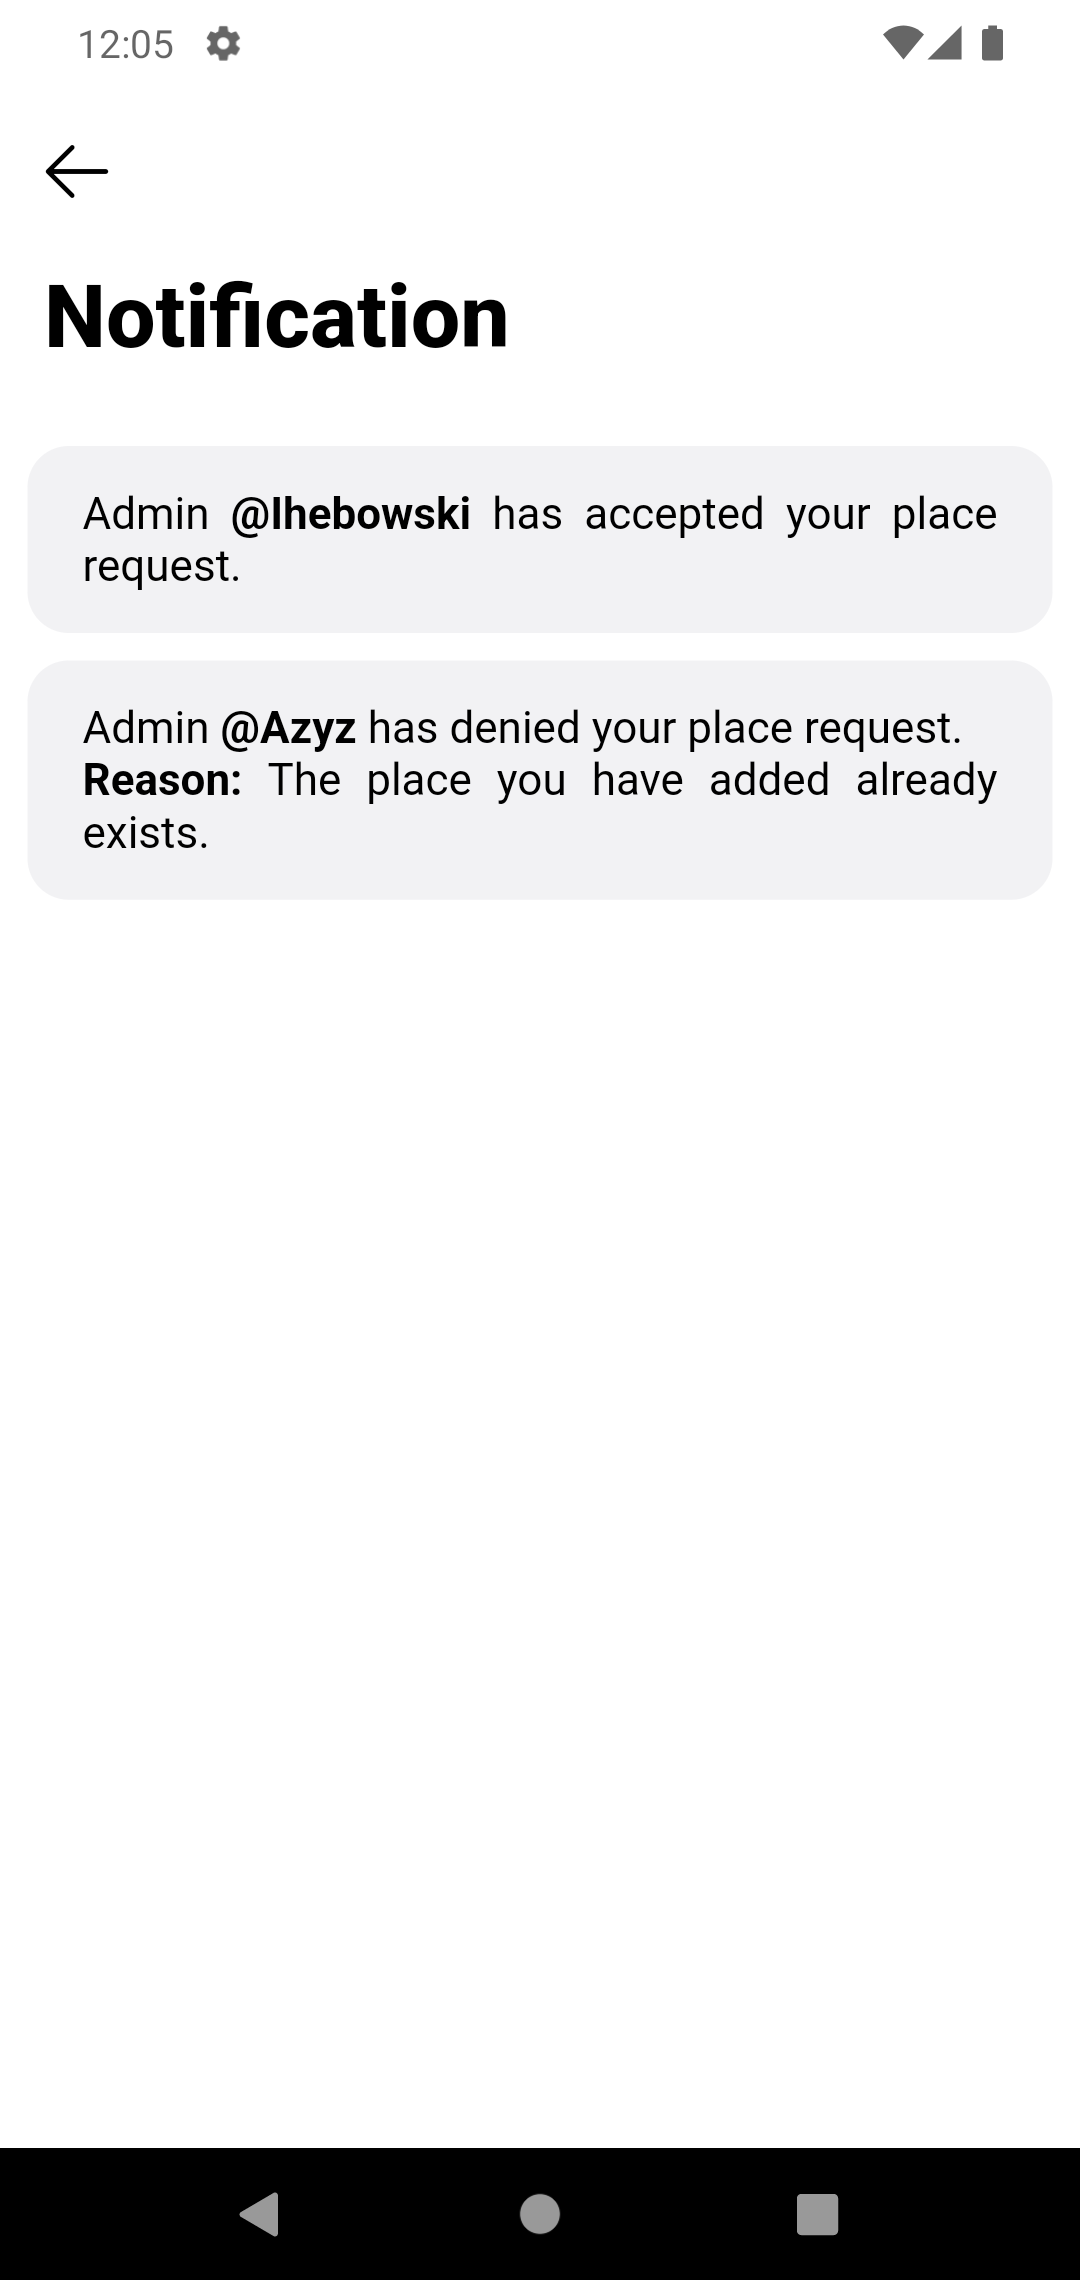 12:05
Notification
Admin @Ihebowski has accepted your place
request.
Admin @Azyz has denied your place request.
Reason: The place you have added already
exists.